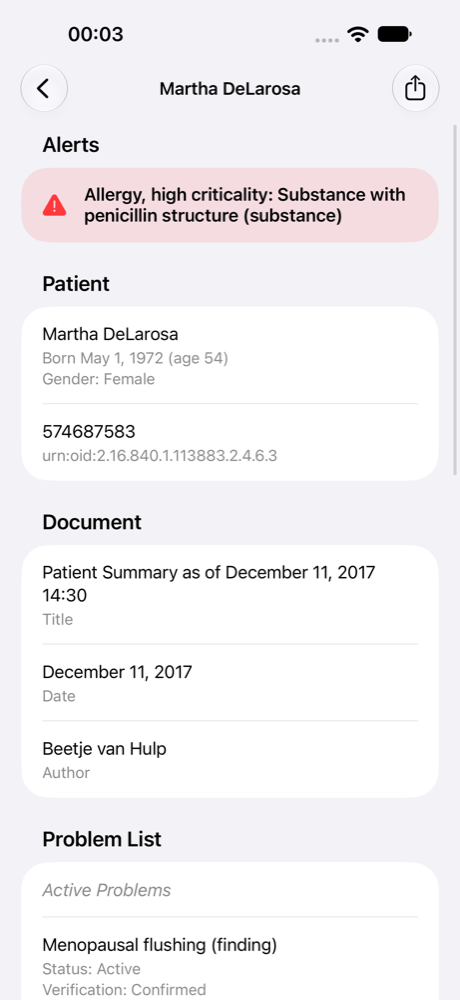 00:03
Martha DeLarosa
Alerts
Allergy, high criticality: Substance with
penicillin structure (substance)
Patient
Martha DeLarosa
Born May 1, 1972 (age 54)
Gender: Female
574687583
urn:oid:2.16.840.1.113883.2.4.6.3
Document
Patient Summary as of December 11, 2017
14:30
Title
December 11, 2017
Date
Beetje van Hulp
Author
Problem List
Active Problems
Menopausal flushing (finding)
Status: Active
Verification: Confirmed